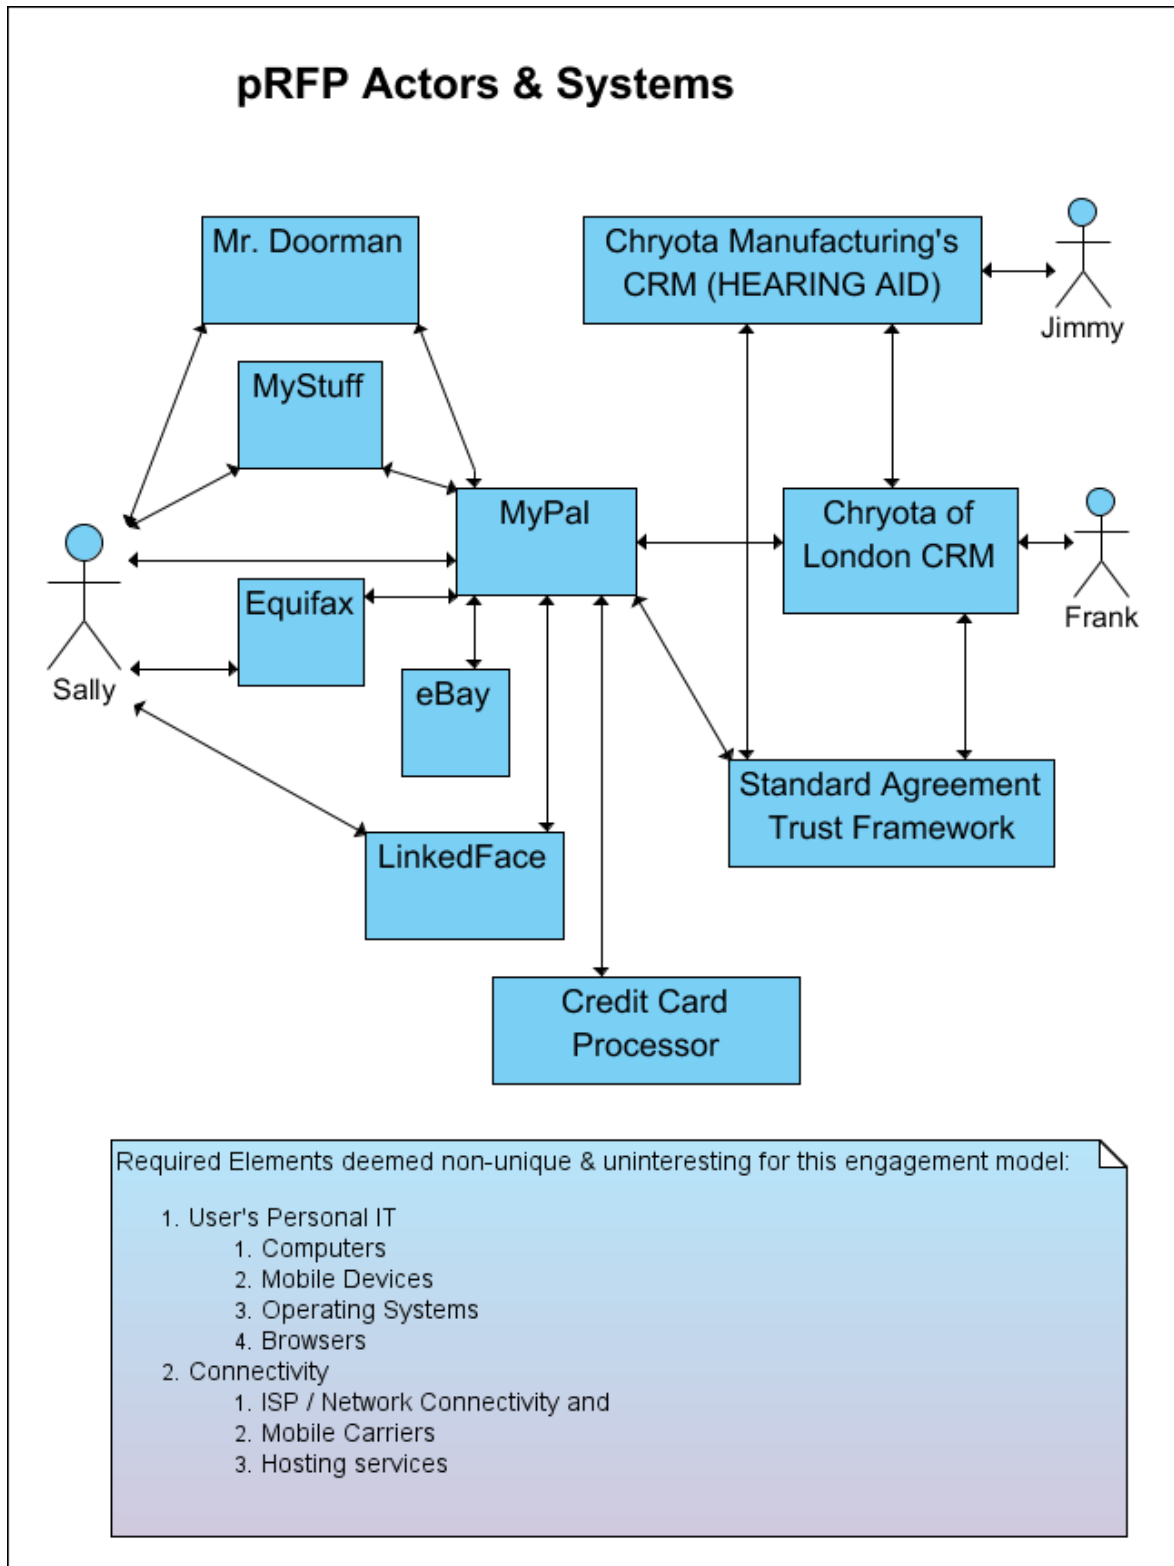 pRFP Actors & Systems
Mr. Doorman
Chryota Manufacturing's
CRM (HEARING AID)
Jimmy
MyStuff
MyPal
Chryota of
London CRM
Frank
Equifax
Sally
eBay
Standard Agreement
Trust Framework
LinkedFace
Credit Card
Processor
Required Elements deemed non-unique & uninteresting for this engagement model:
1. User's Personal IT
1. Computers
2. Mobile Devices
3. Operating Systems
4. Browsers
2. Connectivity
1. ISP / Network Connectivity and
2. Mobile Carriers
3. Hosting services